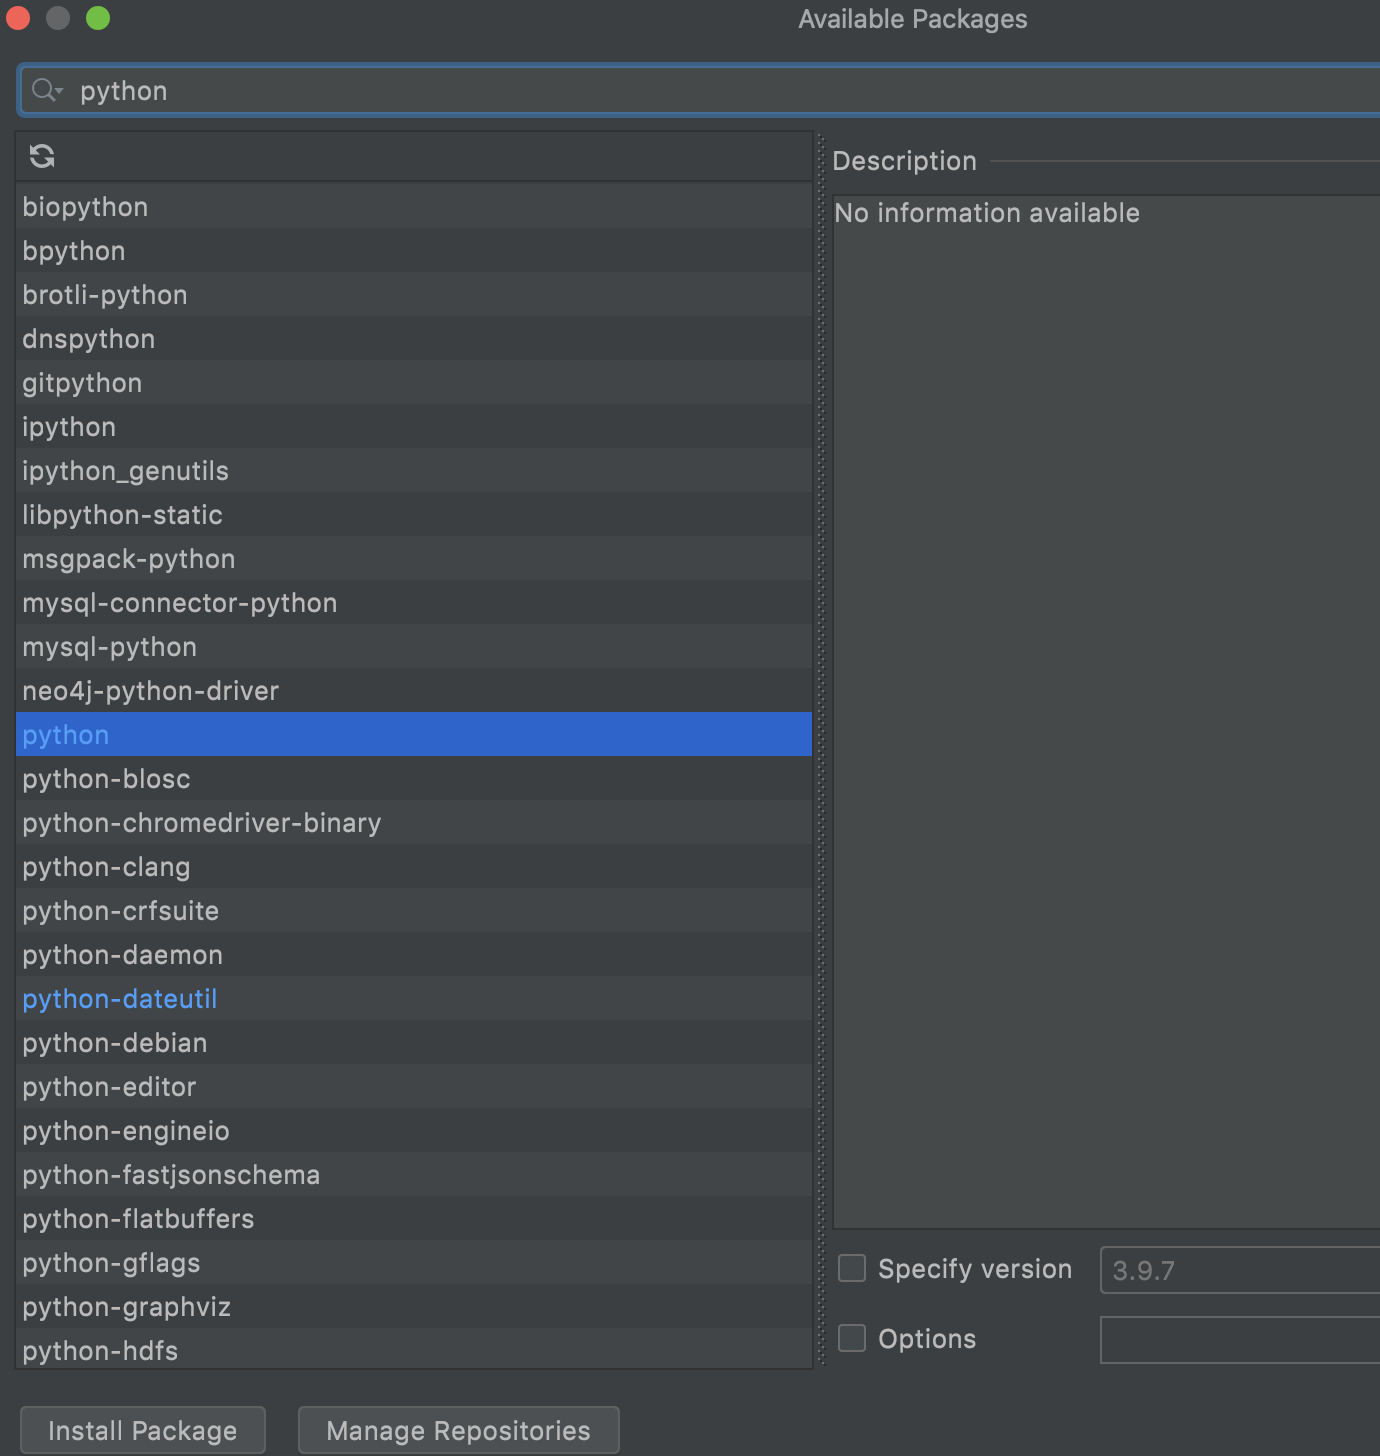 Available Packages
python
biopython
bpython
brotli-python
dnspython
gitpython
ipython
ipython_genutils
libpython-static
msgpack-python
mysql-connector-python
mysql-python
neo4j-python-driver
python
python-blosc
python-chromedriver-binary
python-clang
python-crfsuite
python-daemon
python-dateutil
python-debian
python-editor
python-engineio
python-fastjsonschema
python-flatbuffers
python-gflags
python-graphviz
python-hdfs
Description
No information available
Specify version 3.9.7
Options
Install Package Manage Repositories